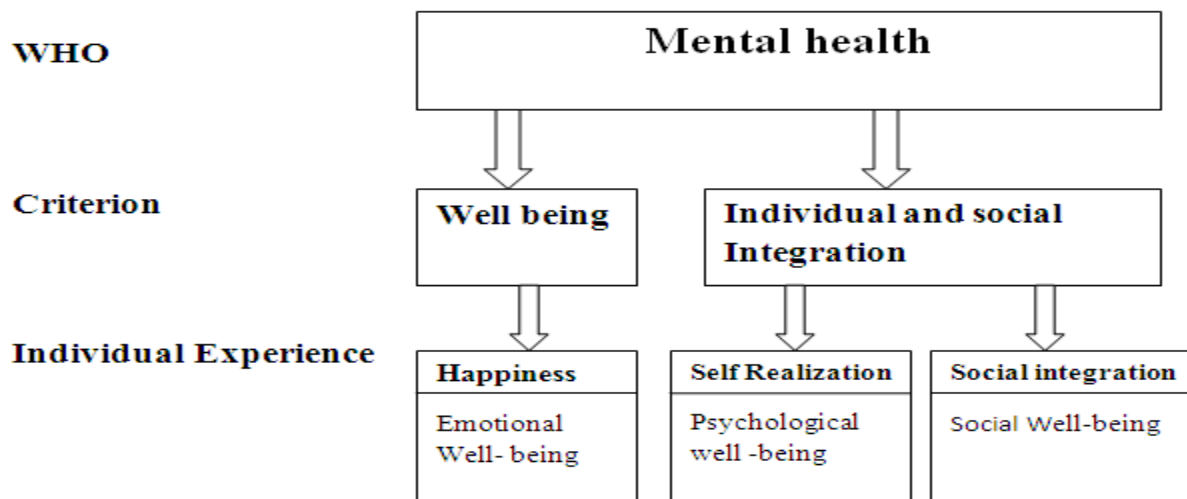 WHO
Mental health
Criterion
Well being
Individual and social
Integration
Individual Experience
Happiness
Emotional
Well- being
Self Realization
Psychological
well -being
Social integration
Social Well-being